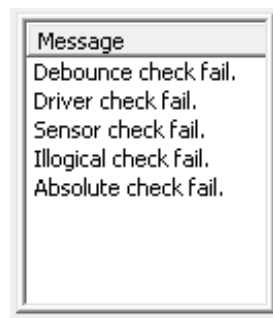 Message
Debounce check fail.
Driver check fail.
Sensor check fail.
Illogical check fail.
Absolute check fail.